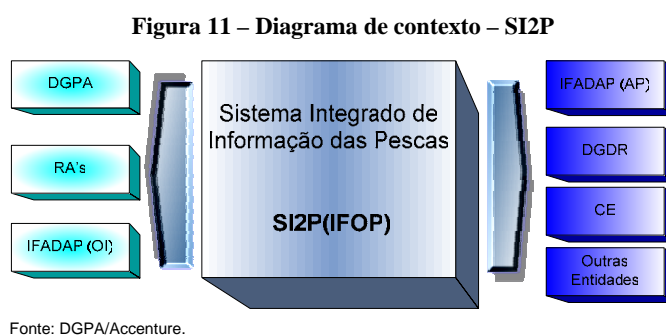 Figura 11 – Diagrama de contexto – SI2P
DGPA
RA's
IFADAP (OI)
Sistema Integrado de
Informação das Pescas
SI2P(IFOP)
IFADAP (AP)
DGDR
CE
Outras
Entidades
Fonte: DGPA/Accenture.